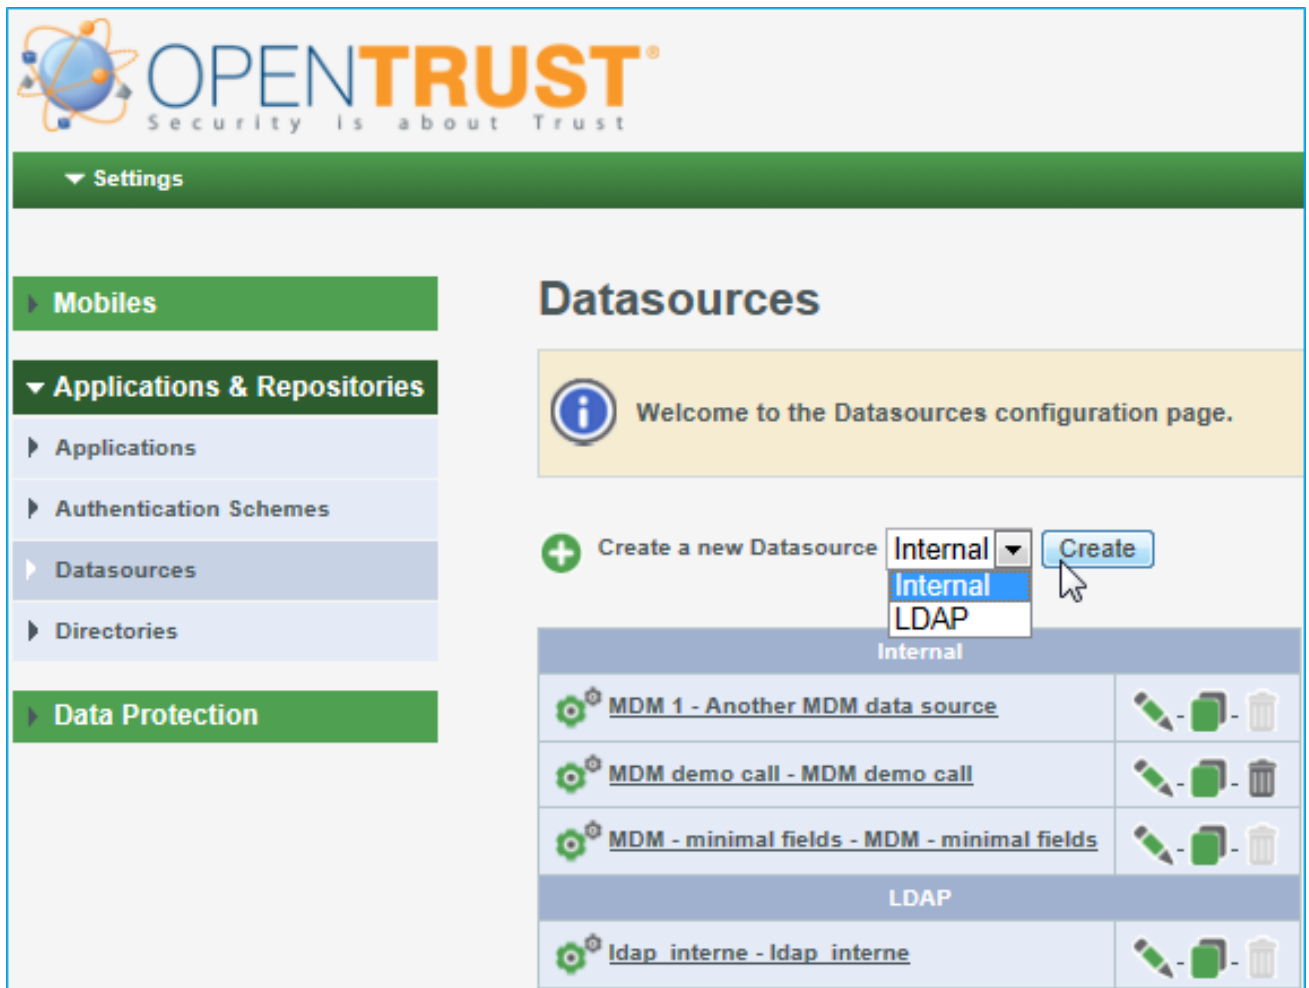 OPENTRUST®
Security is about Trust
Settings
Mobiles
Applications & Repositories
Applications
Authentication Schemes
Datasources
Directories
Data Protection
Datasources
Welcome to the Datasources configuration page.
Create a new Datasource Internal Create
Internal
LDAP
Internal
MDM 1 - Another MDM data source
MDM demo call - MDM demo call
MDM - minimal fields - MDM - minimal fields
LDAP
ldap_interne - ldap_interne